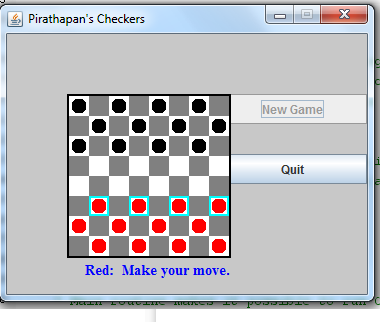 Pirathapan's Checkers
New Game
Quit
Red: Make your move.